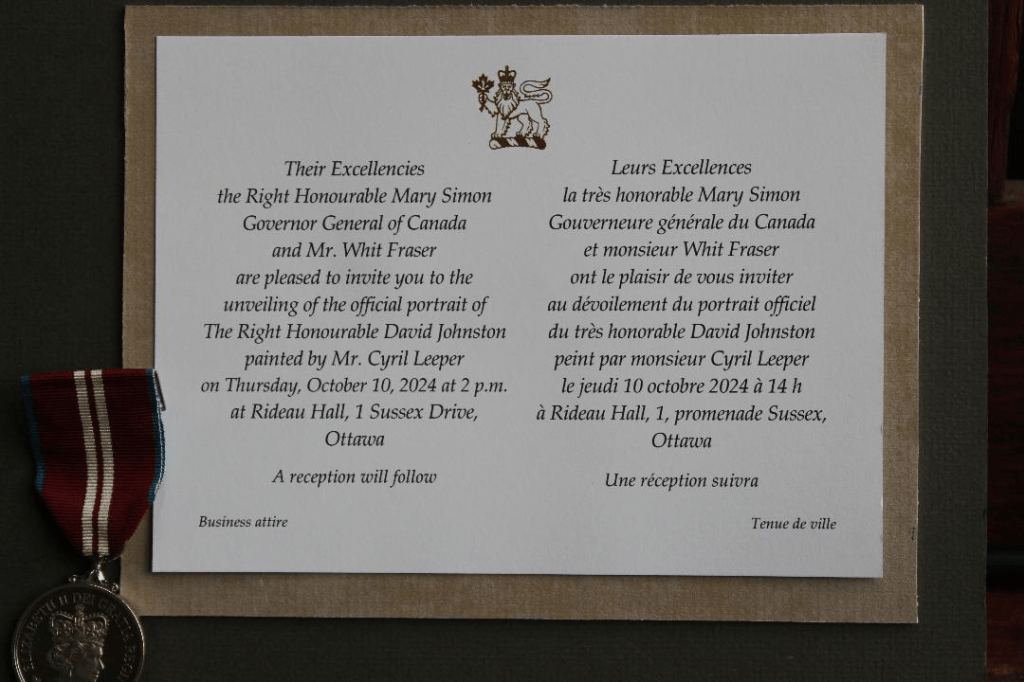 Their Excellencies
the Right Honourable Mary Simon
Governor General of Canada
and Mr. Whit Fraser
are pleased to invite you to the
unveiling of the official portrait of
The Right Honourable David Johnston
painted by Mr. Cyril Leeper
on Thursday, October 10, 2024 at 2 p.m.
at Rideau Hall, 1 Sussex Drive,
Ottawa
A reception will follow
Business attire
Leurs Excellences
la très honorable Mary Simon
Gouverneure générale du Canada
et monsieur Whit Fraser
ont le plaisir de vous inviter
au dévoilement du portrait officiel
du très honorable David Johnston
peint par monsieur Cyril Leeper
le jeudi 10 octobre 2024 à 14 h
à Rideau Hall, 1, promenade Sussex,
Ottawa
Une réception suivra
Tenue de ville
II DEI GRATIA